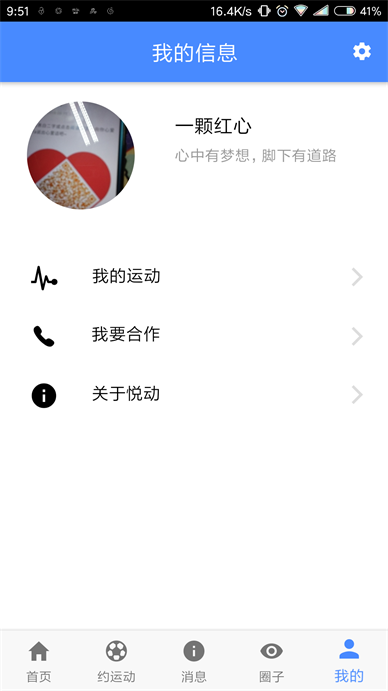 9:51 16.4K/s 41%
我的信息
一颗红心
心中有梦想，脚下有道路
我的运动
我要合作
关于悦动
首页 约运动 消息 圈子 我的